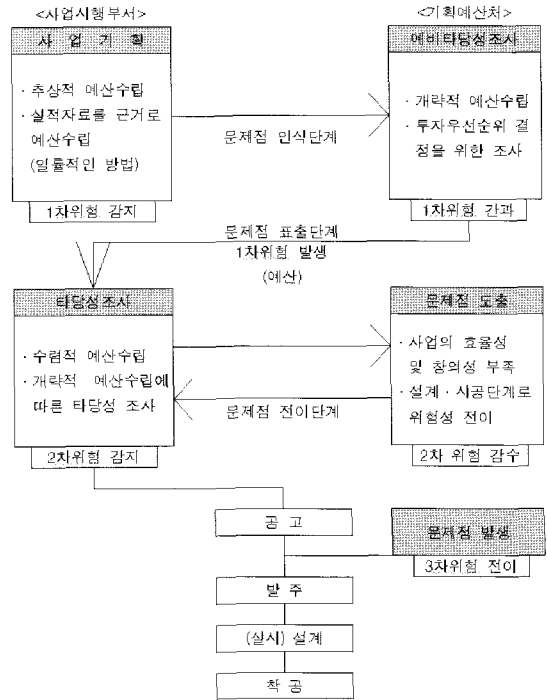 <사업시행부서>
<기획예산처>
사 업 기 획
예비타당성조사
· 추상적 예산수립
· 실적자료를 근거로
예산수립
(일률적인 방법)
· 개략적 예산수립
· 투자우선순위 결
정을 위한 조사
문제점 인식단계
1차위험 감지
1차위험 간과
문제점 표출단계
1차위험 발생
(예산)
타당성조사
문제점 도출
· 수렴적 예산수립
· 개략적 예산수립에
따른 타당성 조사
· 사업의 효율성
및 창의성 부족
· 설계 · 시공단계로
위험성 전이
문제점 전이단계
2차위험 감지
2차 위험 감수
공 고
문제점 발생
3차위험 전이
발 주
(실시) 설계
착 공